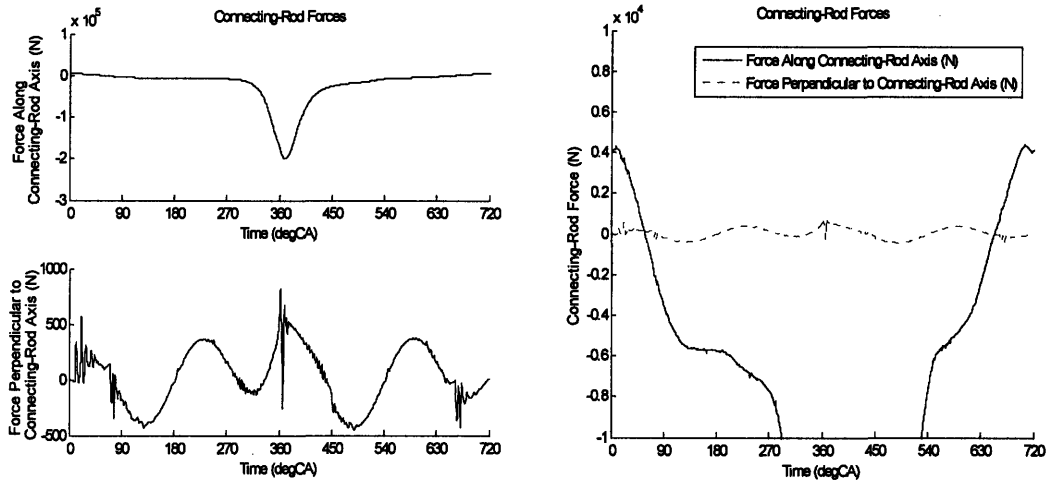 Connecting-Rod Forces
x 10^5
Force Along
Connecting-Rod Axis (N)
1
0
-1
-2
-3
0 90 180 270 360 450 540 630 720
Time (degCA)
Force Perpendicular to
Connecting-Rod Axis (N)
1000
500
0
-500
0 90 180 270 360 450 540 630 720
Time (degCA)
Connecting-Rod Forces
x 10^4
Force Along Connecting-Rod Axis (N)
Force Perpendicular to Connecting-Rod Axis (N)
Connecting-Rod Force (N)
1
0.8
0.6
0.4
0.2
0
-0.2
-0.4
-0.6
-0.8
-1
0 90 180 270 360 450 540 630 720
Time (degCA)